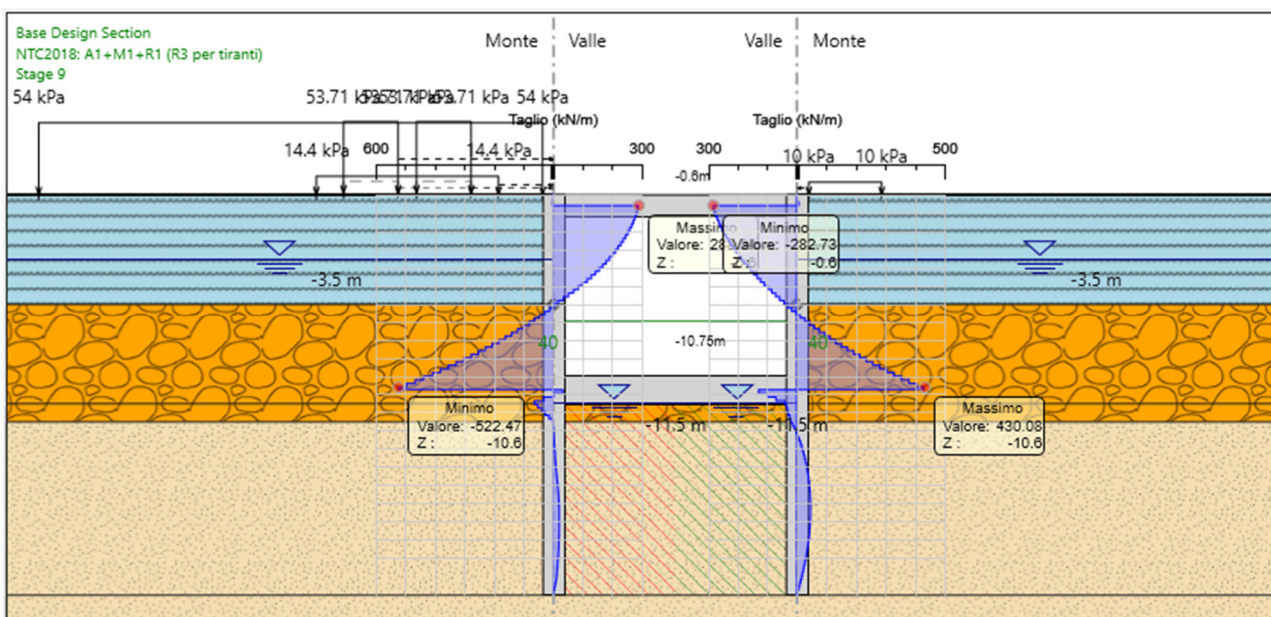 Base Design Section
NTC2018: A1+M1+R1 (R3 per tiranti)
Stage 9
Monte Valle
Valle Monte
54 kPa
53.71 kPa
53.71 kPa
54 kPa
Taglio (kN/m)
Taglio (kN/m)
14.4 kPa
600
14.4 kPa
300
300
10 kPa
10 kPa
500
-0.6m
Massimo
Valore:
Z :
Minimo
Valore: -282.73
Z : -0.6
-3.5 m
-3.5 m
40
-10.75m
40
Minimo
Valore: -522.47
Z : -10.6
-11.5 m
Massimo
Valore: 430.08
Z : -10.6